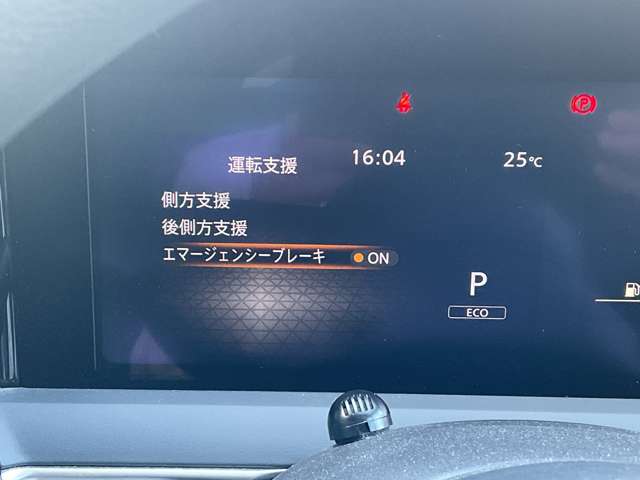 運転支援 16:04 25℃
側方支援
後側方支援
エマージェンシーブレーキ ON
P
ECO